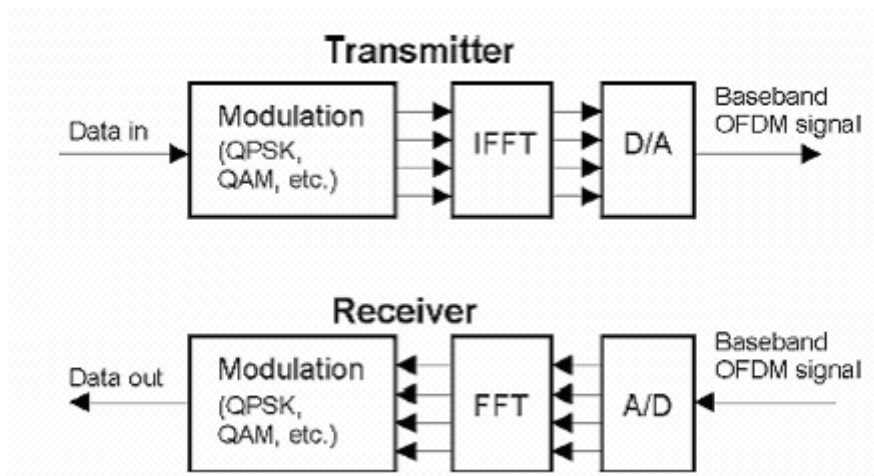 Transmitter
Data in
Modulation
(QPSK,
QAM, etc.)
IFFT
D/A
Baseband
OFDM signal
Receiver
Data out
Modulation
(QPSK,
QAM, etc.)
FFT
A/D
Baseband
OFDM signal